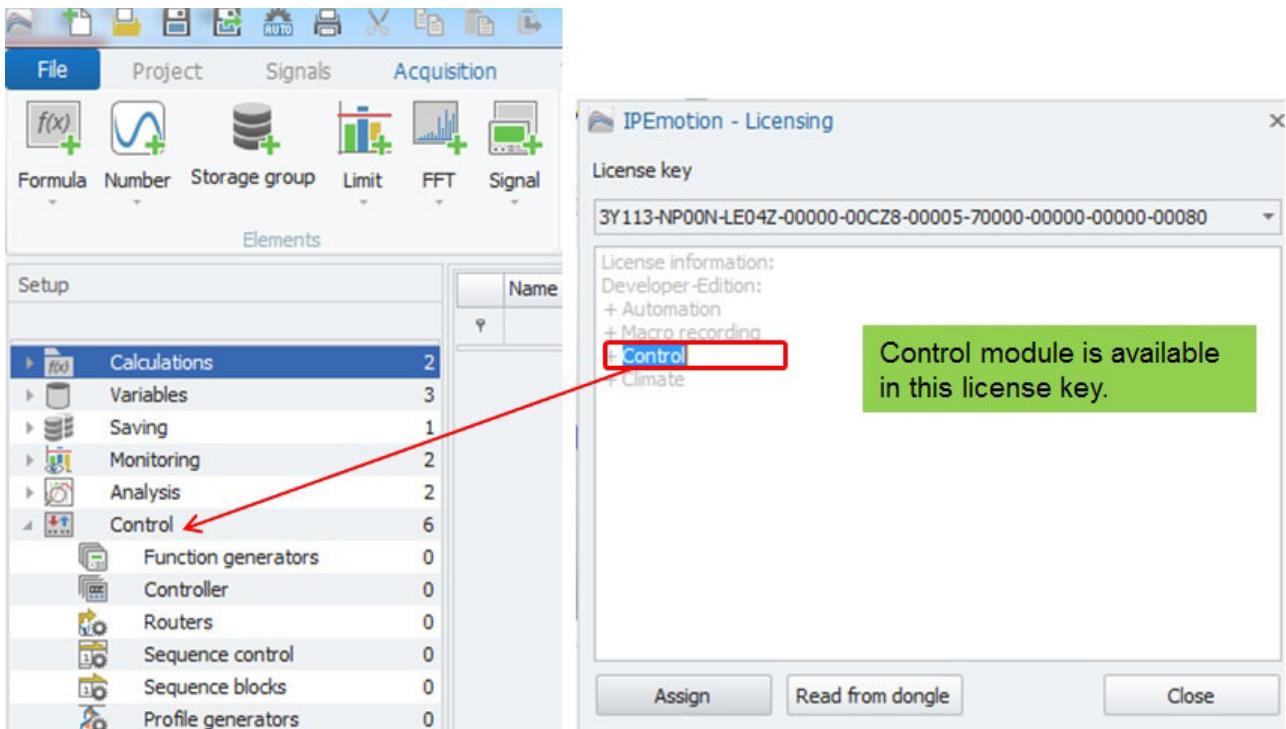 AUTO
File Project Signals Acquisition
f(x)
Formula Number Storage group Limit FFT Signal
Elements
Setup
Name
f(x) Calculations 2
Variables 3
Saving 1
Monitoring 2
Analysis 2
Control 6
Function generators 0
Controller 0
Routers 0
Sequence control 0
Sequence blocks 0
Profile generators 0
IPEmotion - Licensing
License key
3Y113-NP00N-LE04Z-00000-00CZ8-00005-70000-00000-00000-00080
License information:
Developer-Edition:
+ Automation
+ Macro recording
+ Control
+ Climate
Control module is available
in this license key.
Assign Read from dongle Close